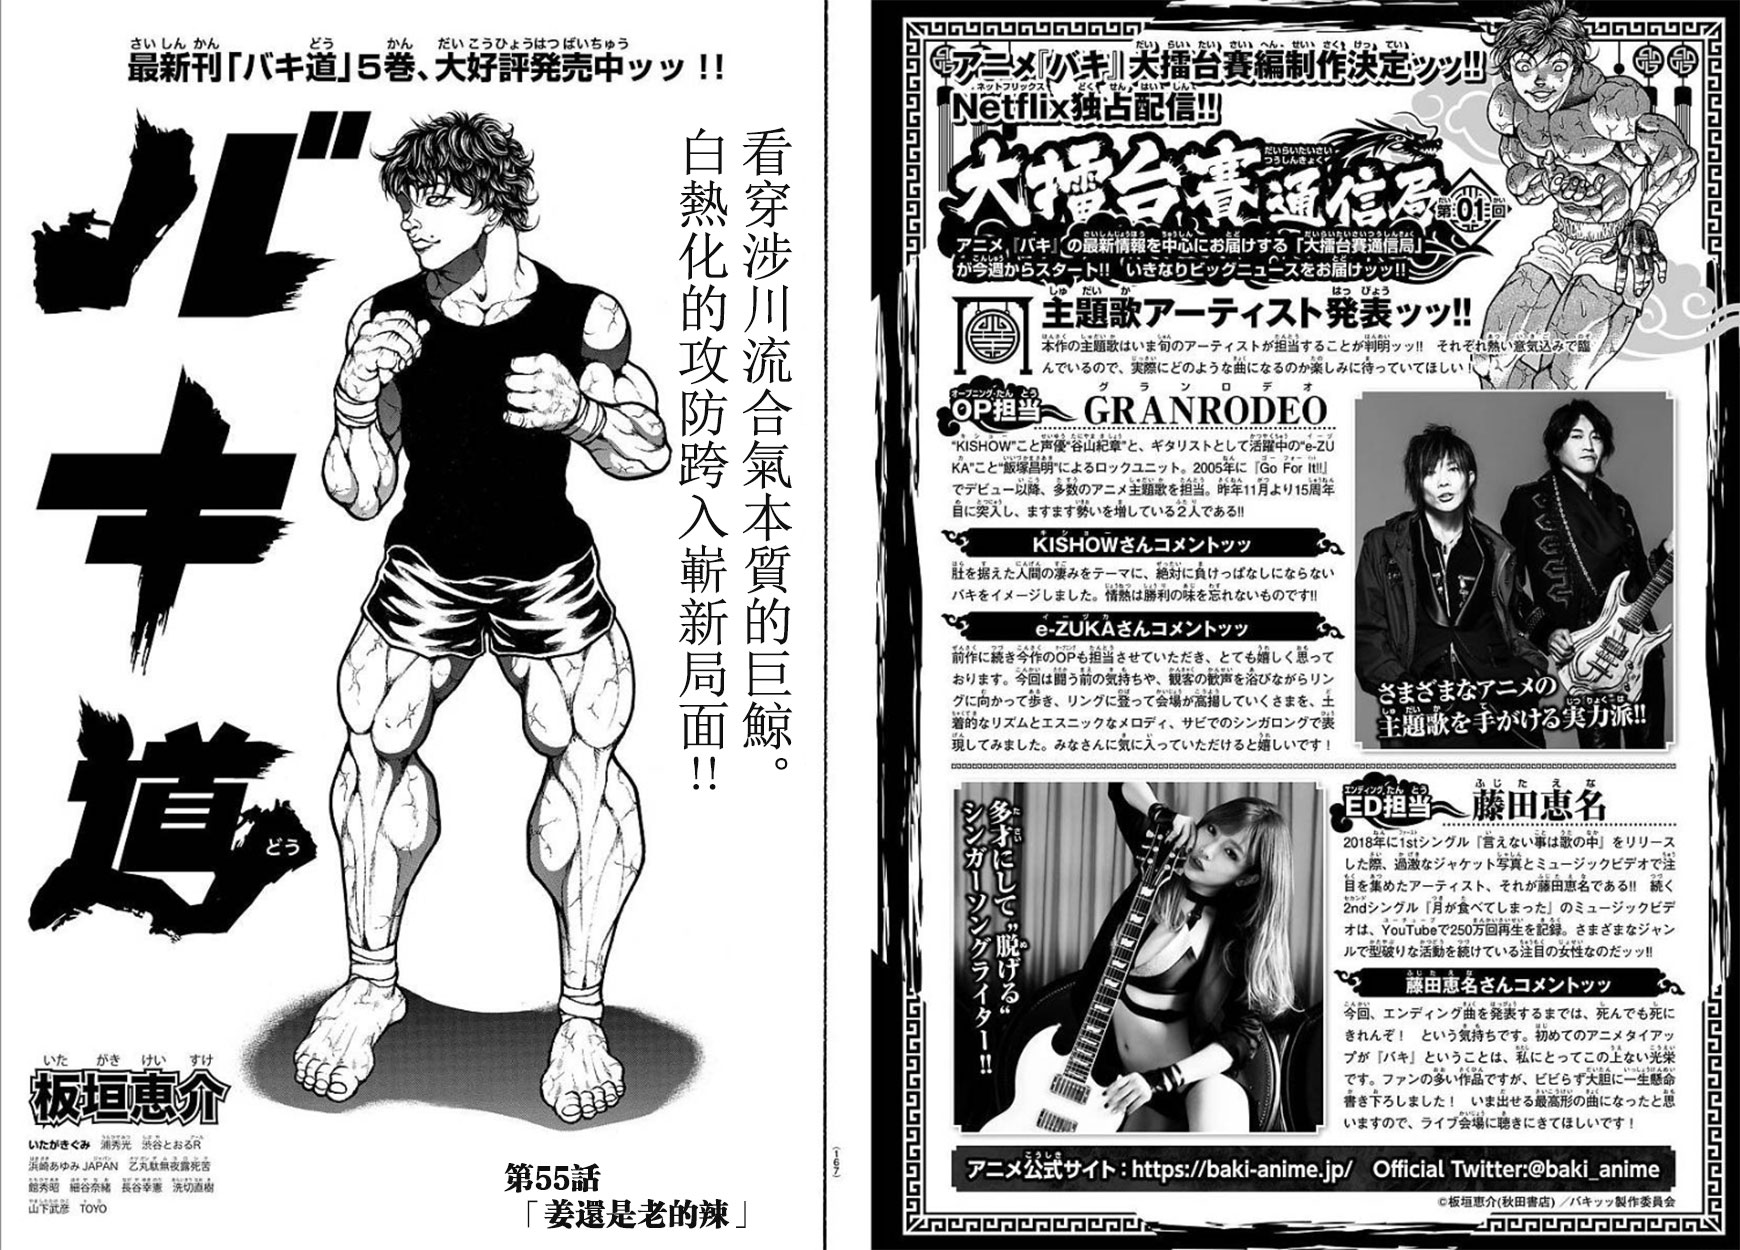 最新刊「バキ道」5巻、大好評発売中ッッ!!
バキ道
どう
看穿涉川流合氣本質的巨鯨。
白熱化的攻防跨入嶄新局面!!
板垣恵介
いたがき けいすけ
いたがきぐみ 浦秀光 渋谷とおるR
浜崎あゆみJAPAN 乙丸駄無夜露死苦
館秀昭 細谷奈緒 長谷幸憲 洗切直樹
山下武彦 TOYO
第55話
「姜還是老的辣」
(167)
アニメ『バキ』大擂台賽編制作決定ッッ!!
Netflix独占配信!!
ネットフリックス
大擂台賽通信局
だいらいたいさい
つうしんきょく
第01回
アニメ『バキ』の最新情報を中心にお届けする「大擂台賽通信局」
が今週からスタート!! いきなりビッグニュースをお届けッッ!!
主題歌アーティスト発表ッッ!!
本作の主題歌はいま旬のアーティストが担当することが判明ッッ!! それぞれ熱い意気込みで臨
んでいるので、実際にどのような曲になるのか楽しみに待っていてほしい!
OP担当 GRANRODEO
グランロデオ
"KISHOW"こと声優"谷山紀章"と、ギタリストとして活躍中の"e-ZU
KA"こと"飯塚昌明"によるロックユニット。2005年に『Go For It!!』
でデビュー以降、多数のアニメ主題歌を担当。昨年11月より15周年
目に突入し、ますます勢いを増している2人である!!
KISHOWさんコメントッッ
肚を据えた人間の凄みをテーマに、絶対に負けっぱなしにならない
バキをイメージしました。情熱は勝利の味を忘れないものです!!
e-ZUKAさんコメントッッ
前作に続き今作のOPも担当させていただき、とても嬉しく思って
おります。今回は闘う前の気持ちや、観客の歓声を浴びながらリン
グに向かって歩き、リングに登って会場が高揚していくさまを、土
着的なリズムとエスニックなメロディ、サビでのシンガロングで表
現してみました。みなさんに気に入っていただけると嬉しいです!
さまざまなアニメの
主題歌を手がける実力派!!
多才にして"脱げる"
シンガーソングライター!!
ED担当 藤田恵名
ふじたえな
2018年に1stシングル『言えない事は歌の中』をリリース
した際、過激なジャケット写真とミュージックビデオで注
目を集めたアーティスト、それが藤田恵名である!! 続く
2ndシングル『月が食べてしまった』のミュージックビデ
オは、YouTubeで250万回再生を記録。さまざまなジャン
ルで型破りな活動を続けている注目の女性なのだッッ!!
藤田恵名さんコメントッッ
今回、エンディング曲を発表するまでは、死んでも死に
きれんぞ! という気持ちです。初めてのアニメタイアッ
プが『バキ』ということは、私にとってこの上ない光栄
です。ファンの多い作品ですが、ビビらず大胆に一生懸命
書き下ろしました! いま出せる最高形の曲になったと思
いますので、ライブ会場に聴きにきてほしいです!
アニメ公式サイト:https://baki-anime.jp/ Official Twitter:@baki_anime
©板垣恵介(秋田書店)/バキッッ製作委員会